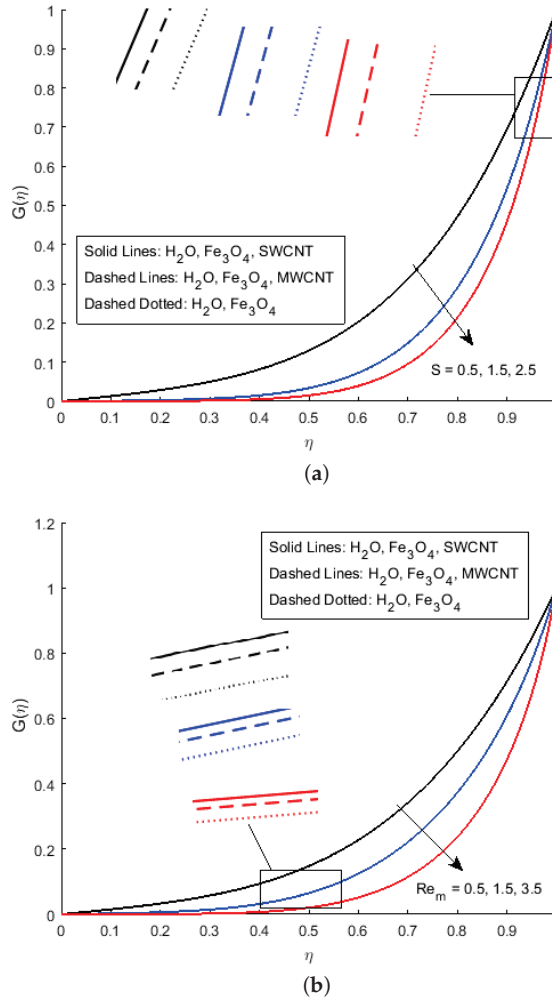 1
0.9
0.8
0.7
0.6
0.5
0.4
0.3
0.2
0.1
0
G(η)
Solid Lines: H2O, Fe3O4, SWCNT
Dashed Lines: H2O, Fe3O4, MWCNT
Dashed Dotted: H2O, Fe3O4
S = 0.5, 1.5, 2.5
0 0.1 0.2 0.3 0.4 0.5 0.6 0.7 0.8 0.9
η
(a)
1.2
1
0.8
0.6
0.4
0.2
0
G(η)
Solid Lines: H2O, Fe3O4, SWCNT
Dashed Lines: H2O, Fe3O4, MWCNT
Dashed Dotted: H2O, Fe3O4
Rem = 0.5, 1.5, 3.5
0 0.1 0.2 0.3 0.4 0.5 0.6 0.7 0.8 0.9
η
(b)